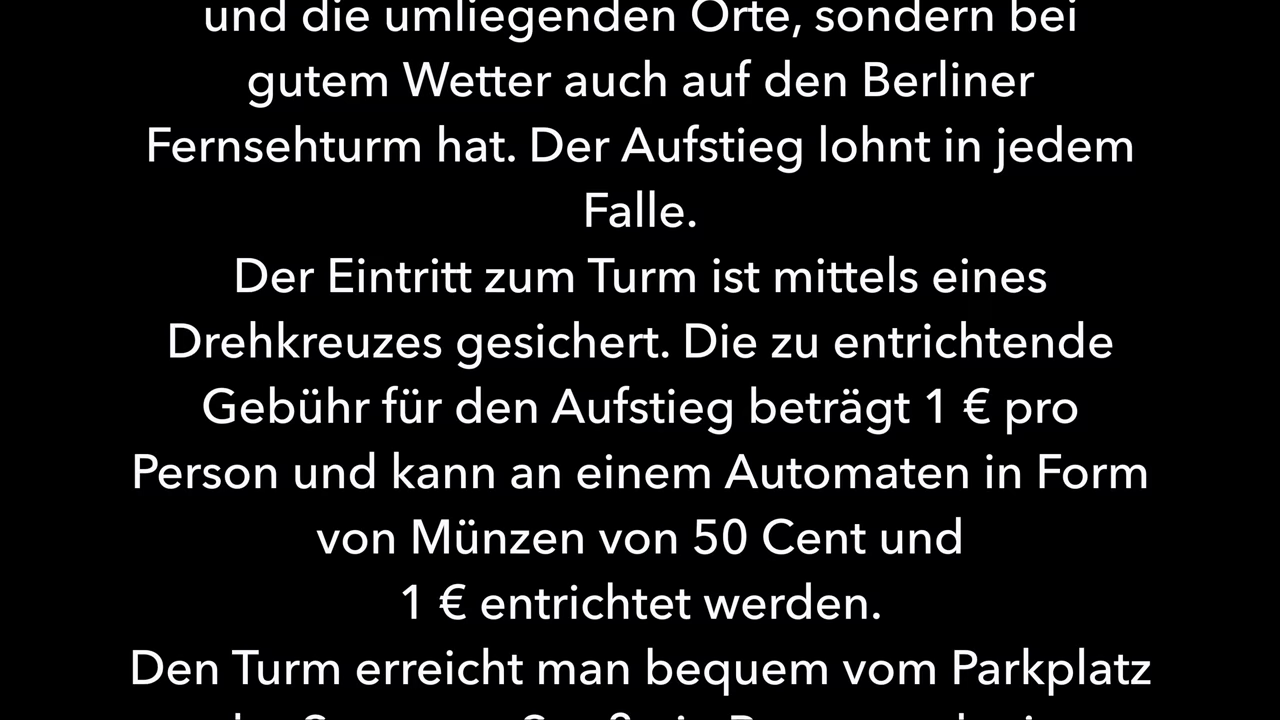 und die umliegenden Orte, sondern bei
gutem Wetter auch auf den Berliner
Fernsehturm hat. Der Aufstieg lohnt in jedem
Falle.
Der Eintritt zum Turm ist mittels eines
Drehkreuzes gesichert. Die zu entrichtende
Gebühr für den Aufstieg beträgt 1 € pro
Person und kann an einem Automaten in Form
von Münzen von 50 Cent und
1 € entrichtet werden.
Den Turm erreicht man bequem vom Parkplatz